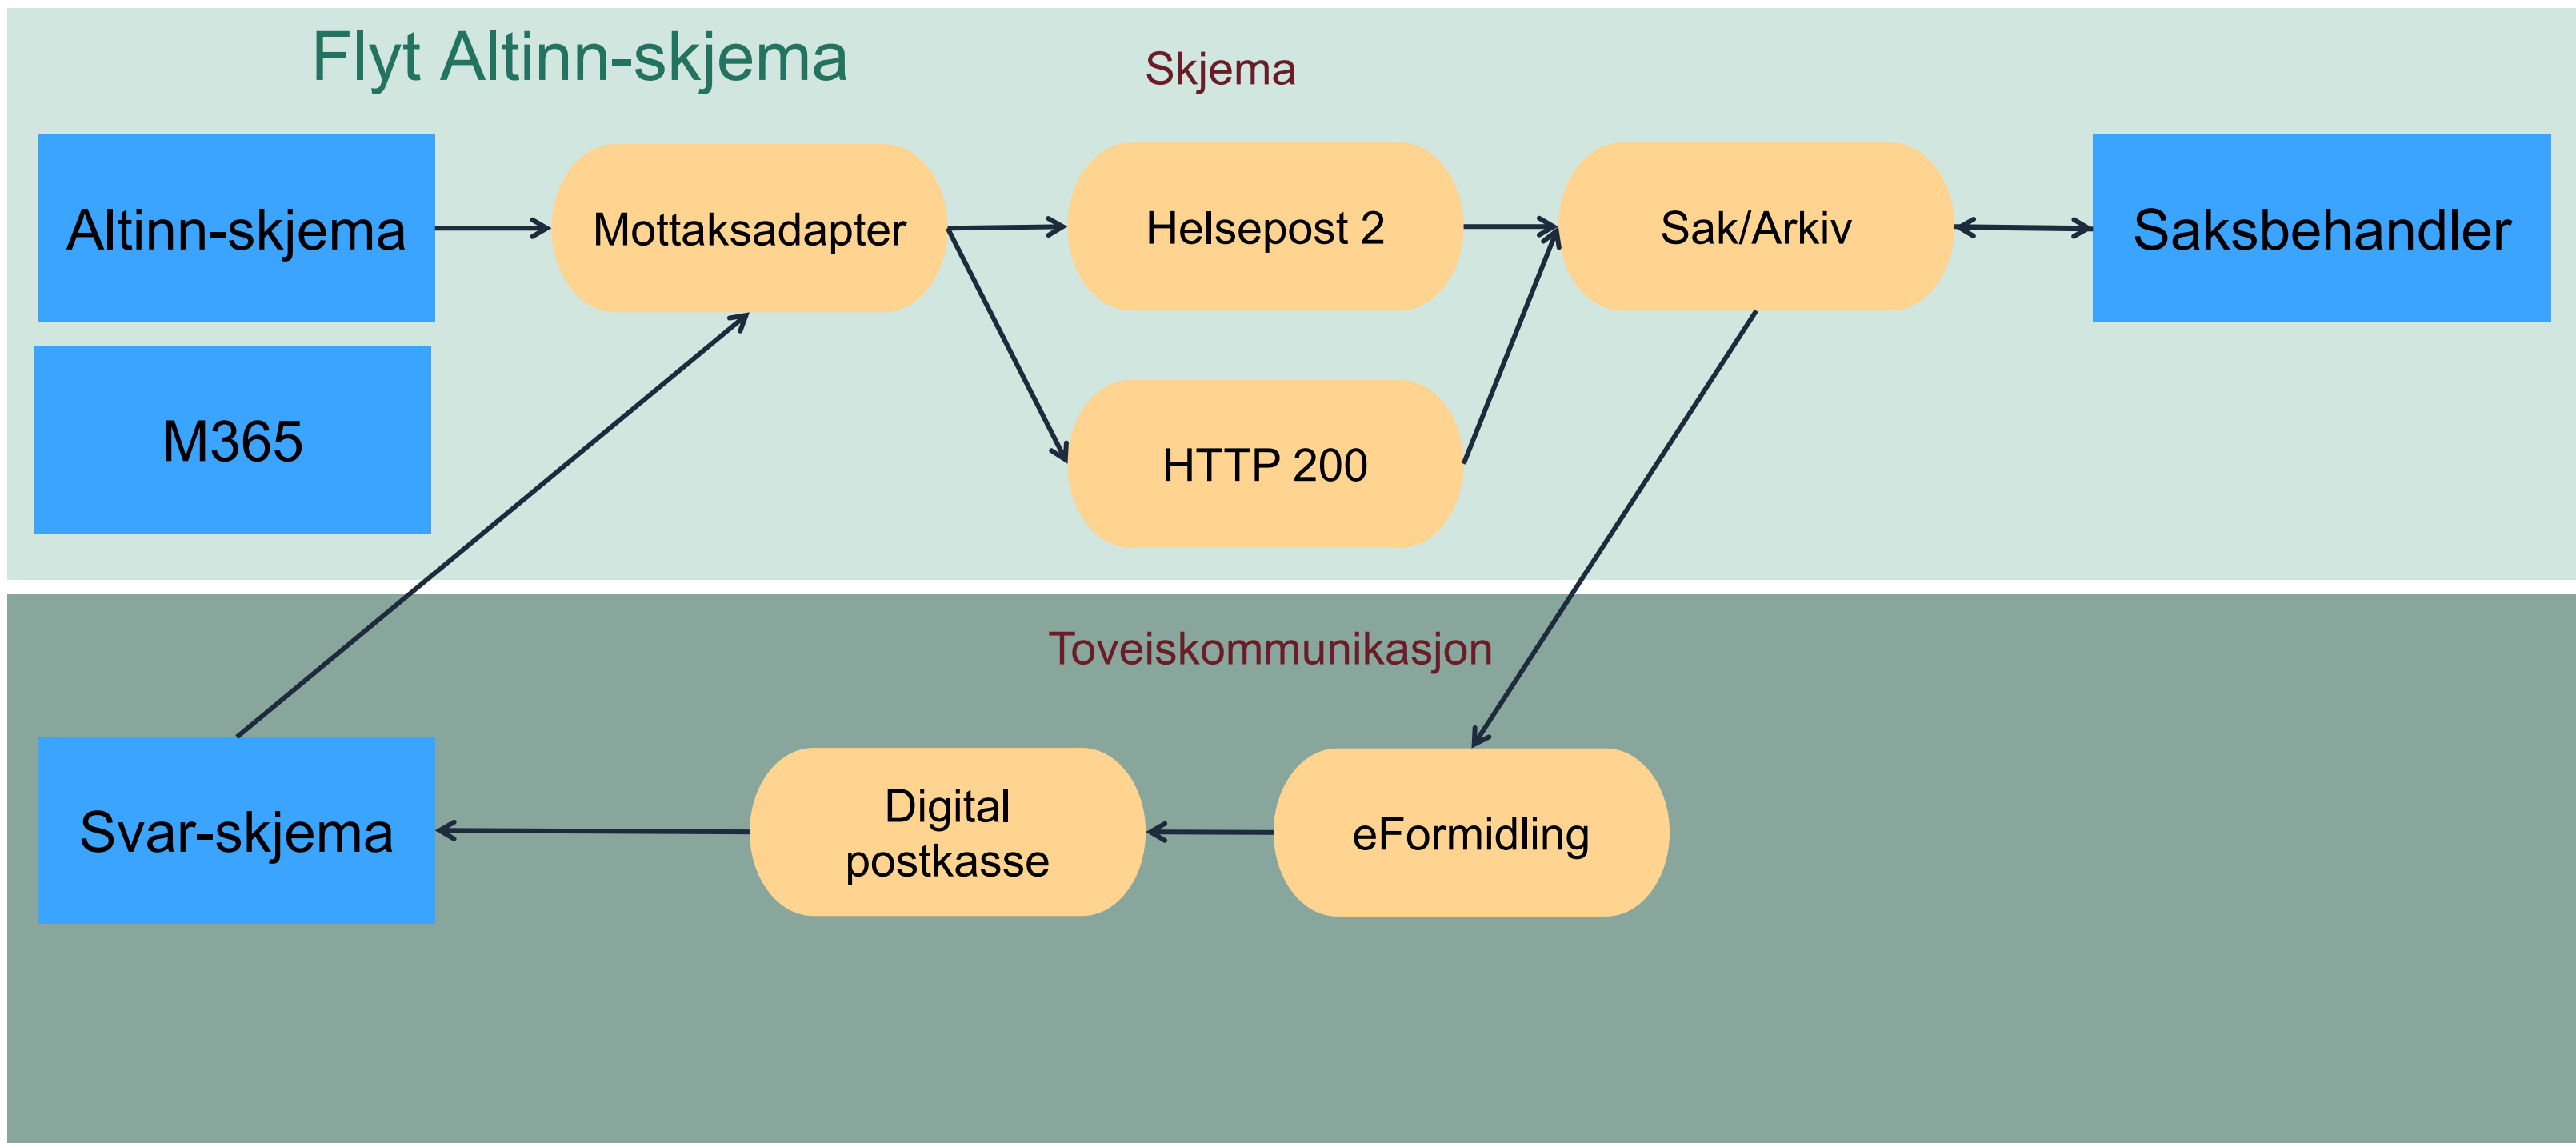 Flyt Altinn-skjema
Skjema
Altinn-skjema
Mottaksadapter
Helsepost 2
Sak/Arkiv
Saksbehandler
M365
HTTP 200
Toveiskommunikasjon
Svar-skjema
Digital
postkasse
eFormidling